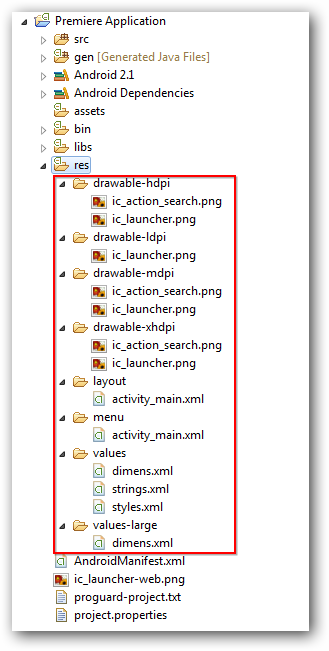 Premiere Application
src
gen [Generated Java Files]
Android 2.1
Android Dependencies
assets
bin
libs
res
drawable-hdpi
ic_action_search.png
ic_launcher.png
drawable-ldpi
ic_launcher.png
drawable-mdpi
ic_action_search.png
ic_launcher.png
drawable-xhdpi
ic_action_search.png
ic_launcher.png
layout
activity_main.xml
menu
activity_main.xml
values
dimens.xml
strings.xml
styles.xml
values-large
dimens.xml
AndroidManifest.xml
ic_launcher-web.png
proguard-project.txt
project.properties